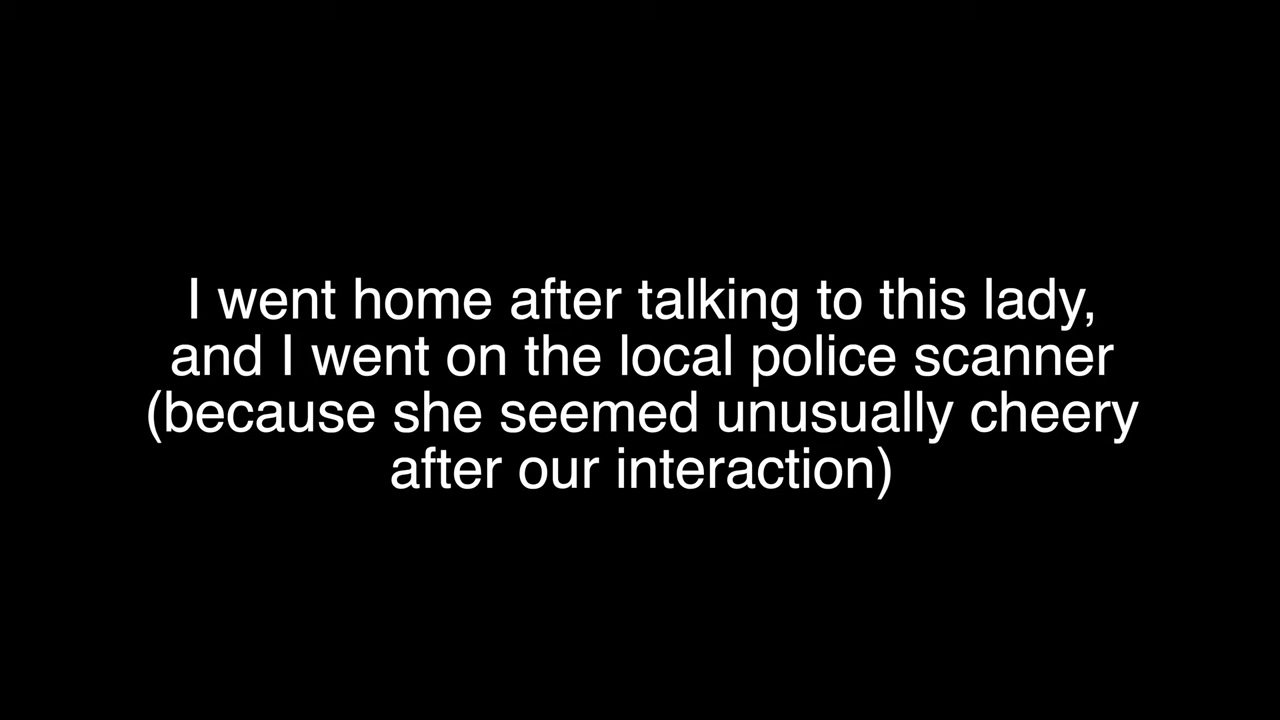 I went home after talking to this lady,
and I went on the local police scanner
(because she seemed unusually cheery
after our interaction)